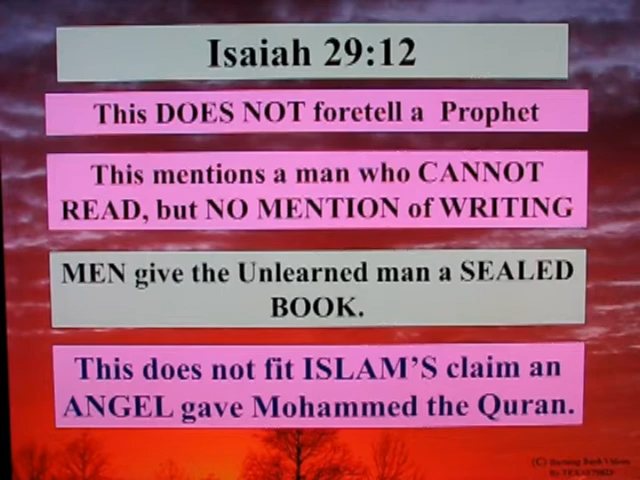 Isaiah 29:12
This DOES NOT foretell a Prophet
This mentions a man who CANNOT
READ, but NO MENTION of WRITING
MEN give the Unlearned man a SEALED
BOOK.
This does not fit ISLAM'S claim an
ANGEL gave Mohammed the Quran.
(C)